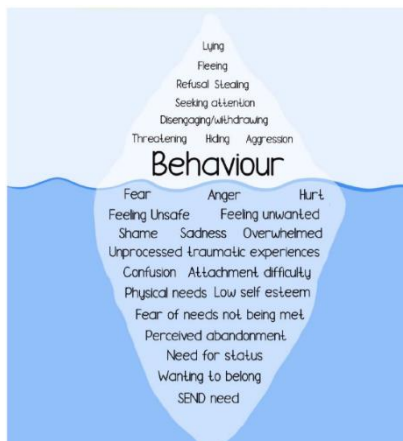 Lying
Fleeing
Refusal Stealing
Seeking attention
Disengaging/withdrawing
Threatening Hiding Aggression
Behaviour
Fear Anger Hurt
Feeling Unsafe Feeling unwanted
Shame Sadness Overwhelmed
Unprocessed traumatic experiences
Confusion Attachment difficulty
Physical needs Low self esteem
Fear of needs not being met
Perceived abandonment
Need for status
Wanting to belong
SEND need